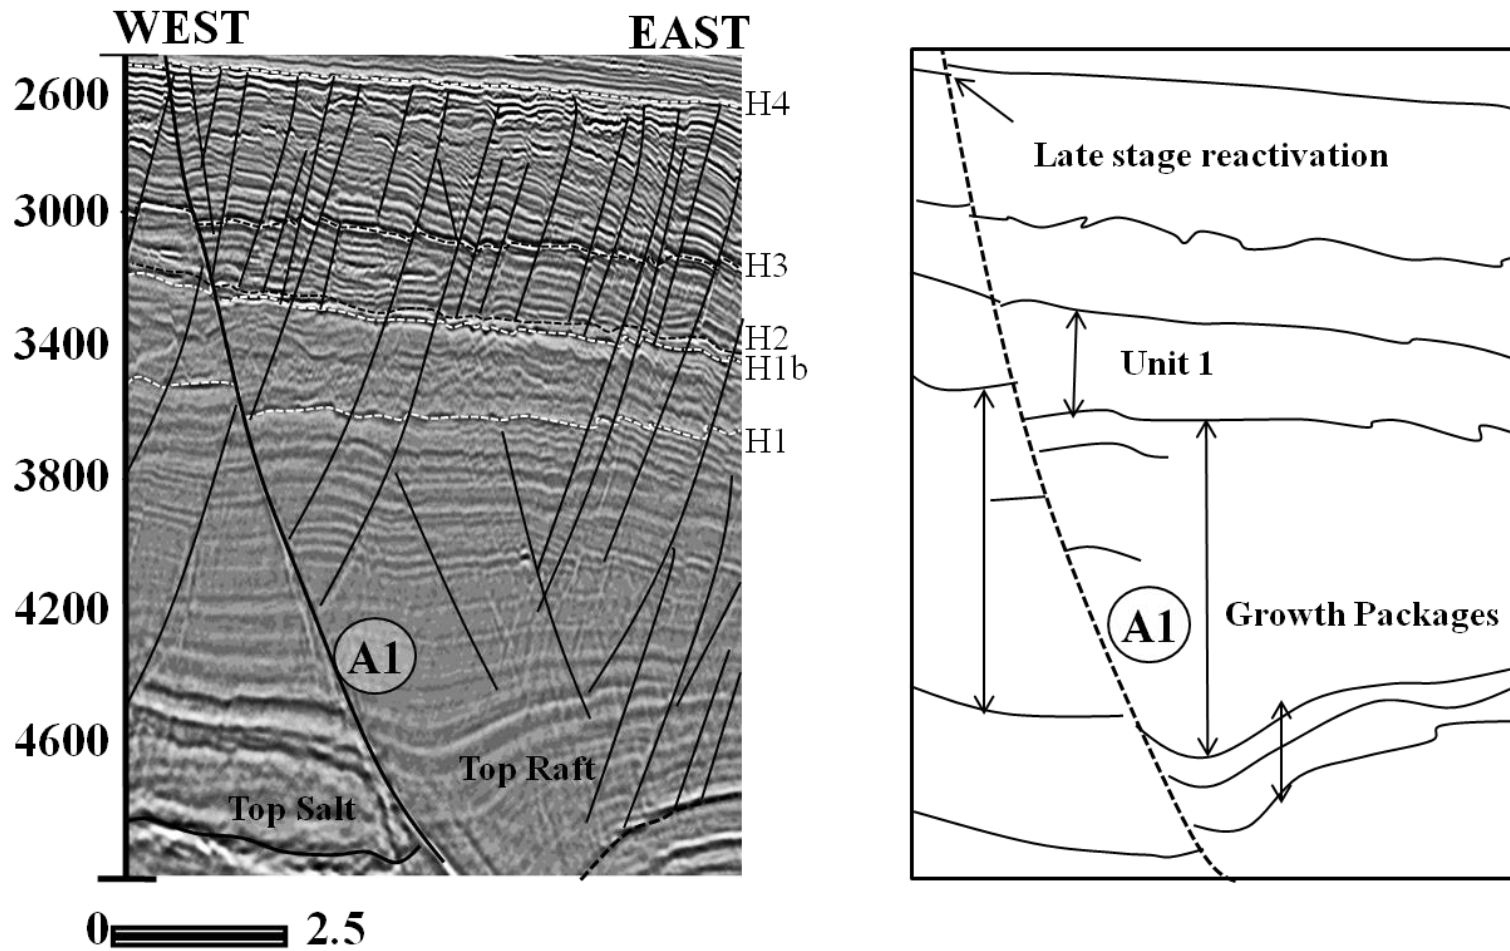 WEST
EAST
2600
3000
3400
3800
4200
4600
H4
H3
H2
H1b
H1
A1
Top Raft
Top Salt
0
2.5
Late stage reactivation
Unit 1
A1
Growth Packages